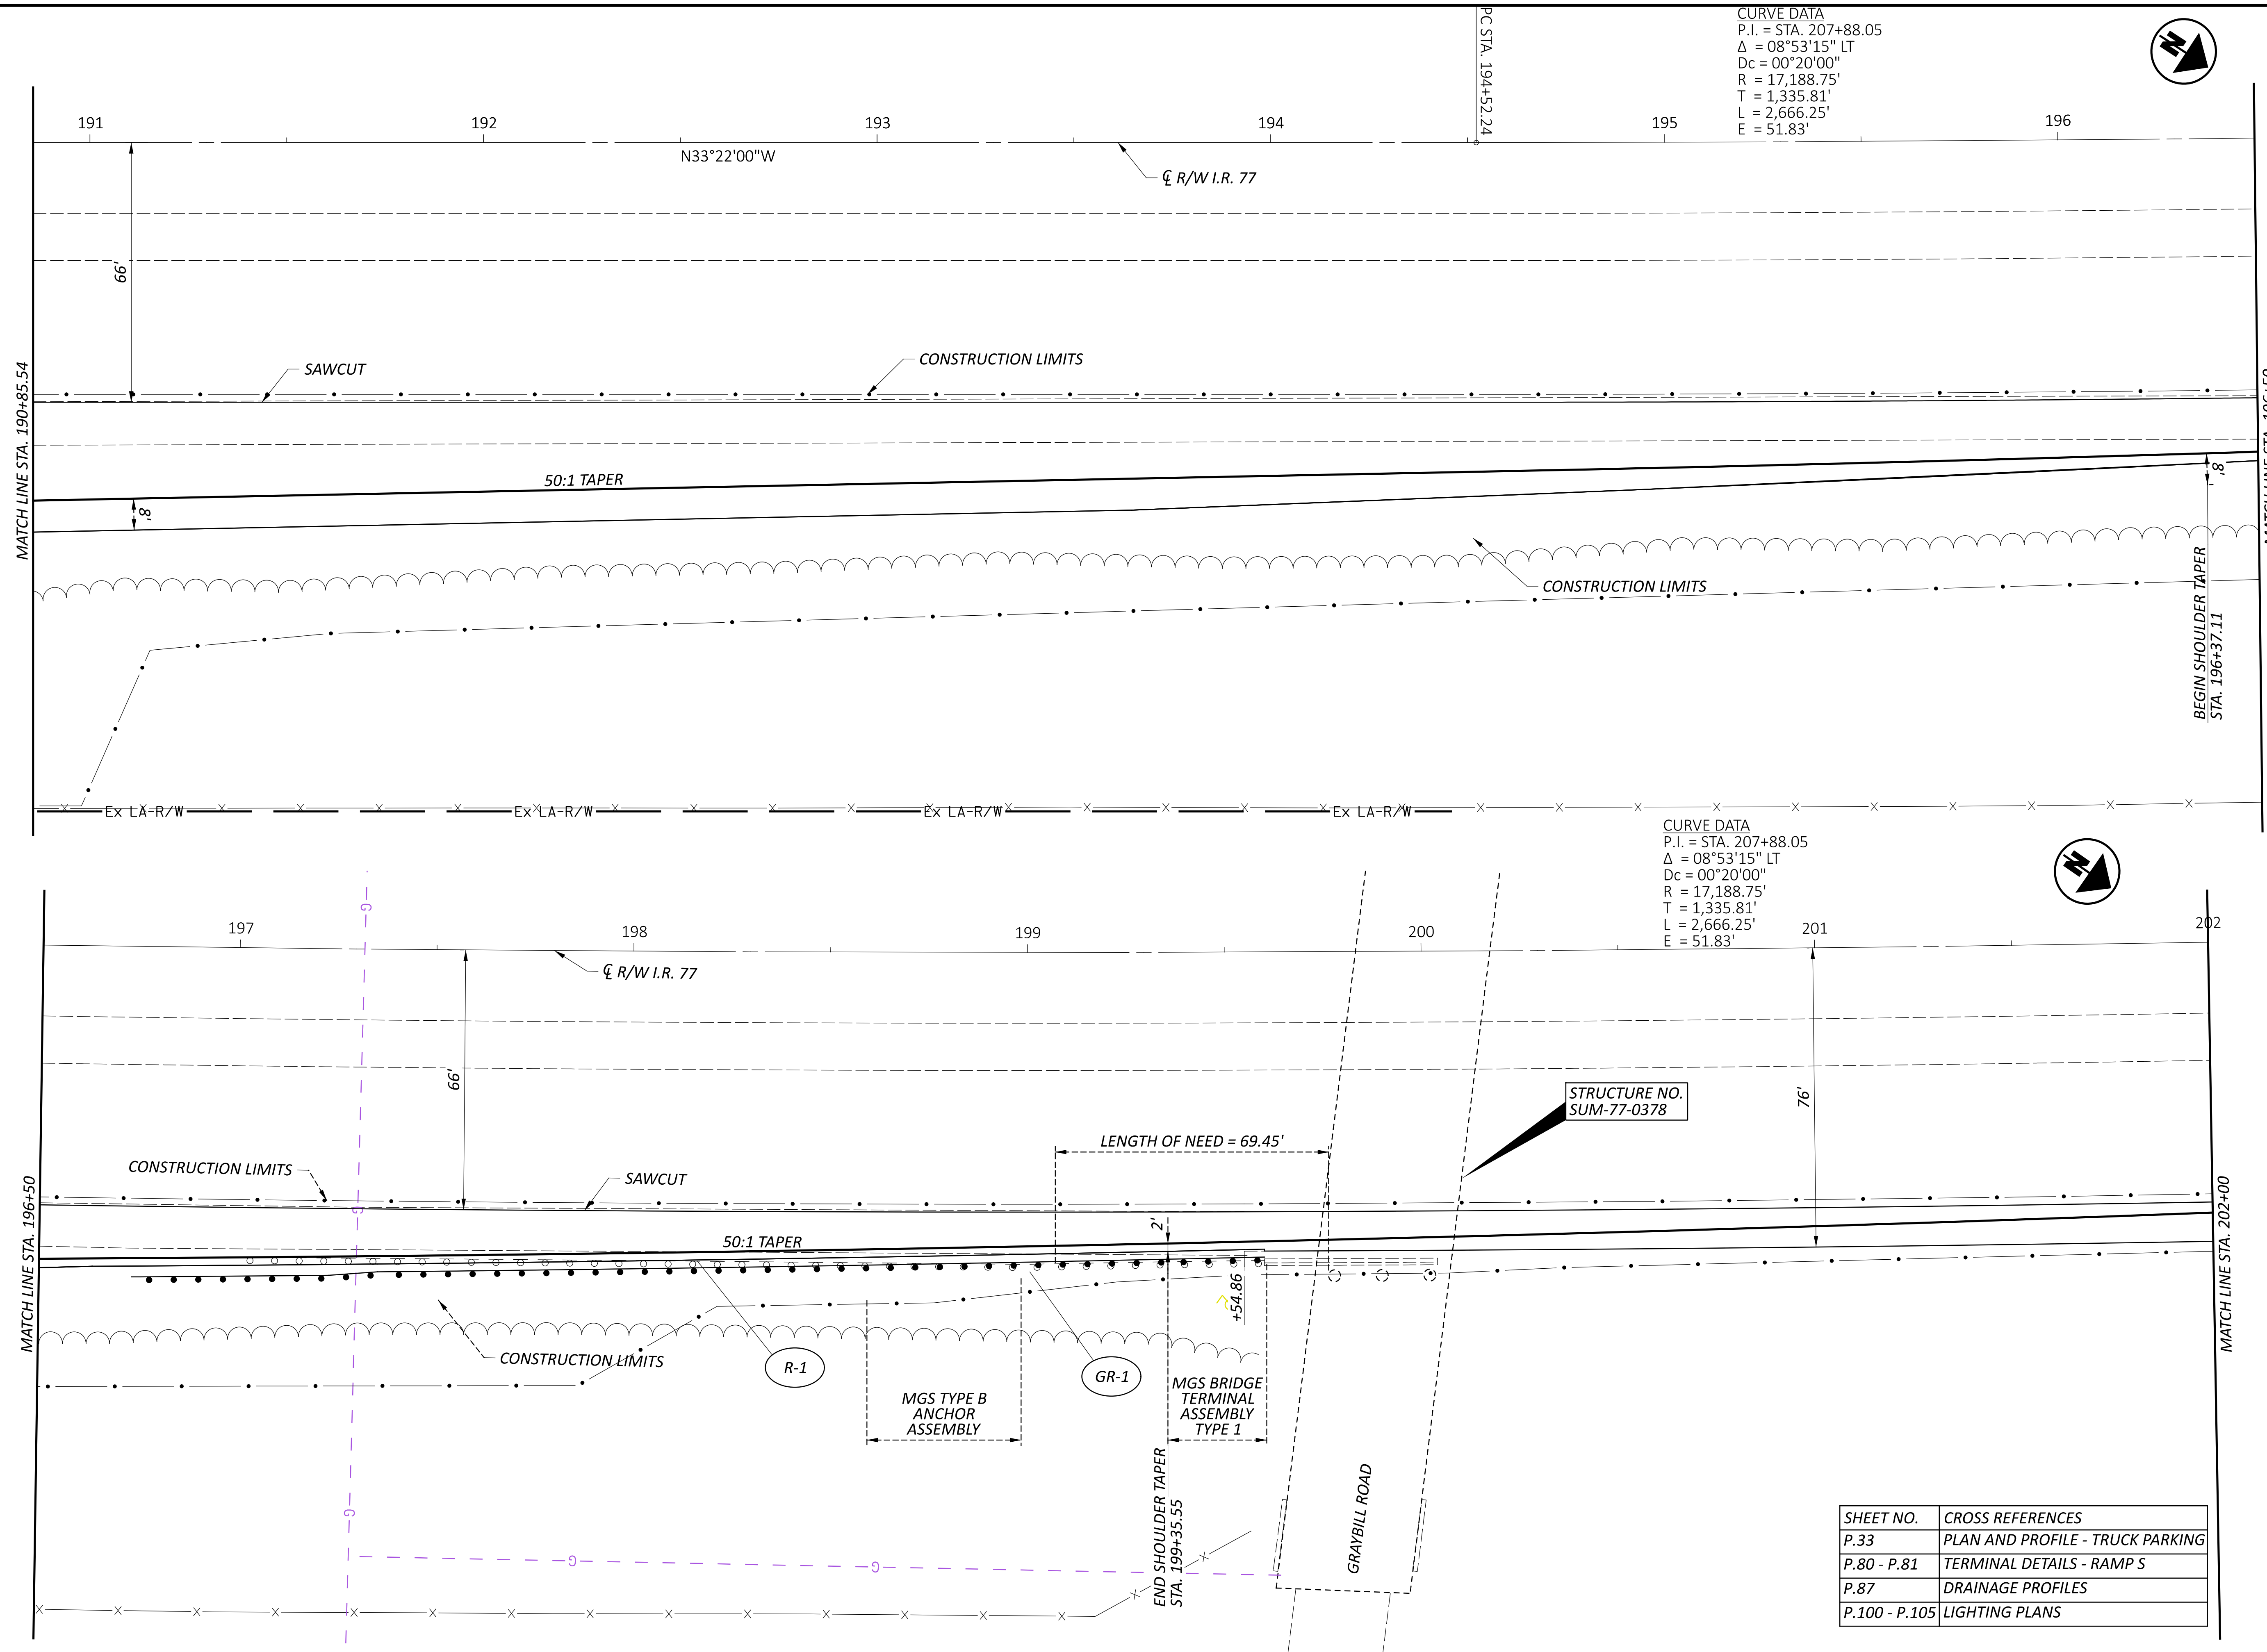 PC STA. 194+52.24
CURVE DATA
P.I. = STA. 207+88.05
Δ = 08°53'15" LT
Dc = 00°20'00"
R = 17,188.75'
T = 1,335.81'
L = 2,666.25'
E = 51.83'
N
191
192
193
194
195
196
N33°22'00"W
℄ R/W I.R. 77
66'
MATCH LINE STA. 190+85.54
SAWCUT
CONSTRUCTION LIMITS
MATCH LINE STA. 196+50
50:1 TAPER
8'
8'
CONSTRUCTION LIMITS
BEGIN SHOULDER TAPER
STA. 196+37.11
Ex LA-R/W
Ex LA-R/W
Ex LA-R/W
Ex LA-R/W
CURVE DATA
P.I. = STA. 207+88.05
Δ = 08°53'15" LT
Dc = 00°20'00"
R = 17,188.75'
T = 1,335.81'
L = 2,666.25'
E = 51.83'
N
197
198
199
200
201
202
G
℄ R/W I.R. 77
66'
76'
STRUCTURE NO.
SUM-77-0378
LENGTH OF NEED = 69.45'
CONSTRUCTION LIMITS
SAWCUT
MATCH LINE STA. 196+50
MATCH LINE STA. 202+00
G
2'
50:1 TAPER
+54.86
CONSTRUCTION LIMITS
R-1
GR-1
MGS TYPE B
ANCHOR
ASSEMBLY
MGS BRIDGE
TERMINAL
ASSEMBLY
TYPE 1
END SHOULDER TAPER
STA. 199+35.55
GRAYBILL ROAD
G
G
G
SHEET NO. CROSS REFERENCES
P.33 PLAN AND PROFILE - TRUCK PARKING
P.80 - P.81 TERMINAL DETAILS - RAMP S
P.87 DRAINAGE PROFILES
P.100 - P.105 LIGHTING PLANS